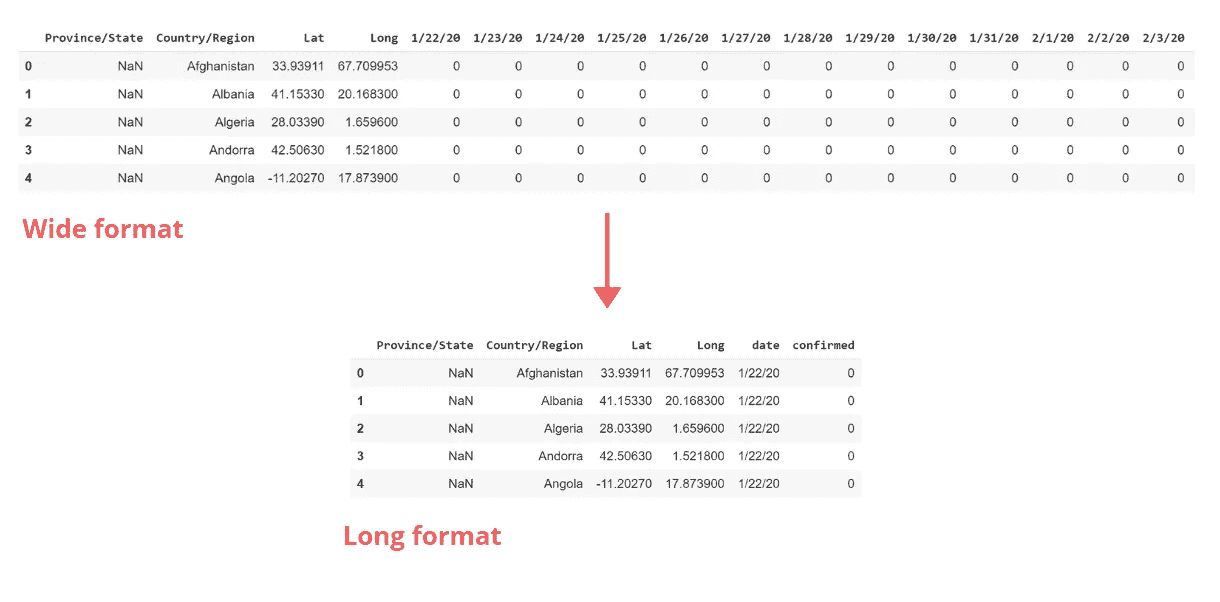 Province/State Country/Region Lat Long 1/22/20 1/23/20 1/24/20 1/25/20 1/26/20 1/27/20 1/28/20 1/29/20 1/30/20 1/31/20 2/1/20 2/2/20 2/3/20
0 NaN Afghanistan 33.93911 67.709953 0 0 0 0 0 0 0 0 0 0 0 0 0
1 NaN Albania 41.15330 20.168300 0 0 0 0 0 0 0 0 0 0 0 0 0
2 NaN Algeria 28.03390 1.659600 0 0 0 0 0 0 0 0 0 0 0 0 0
3 NaN Andorra 42.50630 1.521800 0 0 0 0 0 0 0 0 0 0 0 0 0
4 NaN Angola -11.20270 17.873900 0 0 0 0 0 0 0 0 0 0 0 0 0
Wide format
Province/State Country/Region Lat Long date confirmed
0 NaN Afghanistan 33.93911 67.709953 1/22/20 0
1 NaN Albania 41.15330 20.168300 1/22/20 0
2 NaN Algeria 28.03390 1.659600 1/22/20 0
3 NaN Andorra 42.50630 1.521800 1/22/20 0
4 NaN Angola -11.20270 17.873900 1/22/20 0
Long format